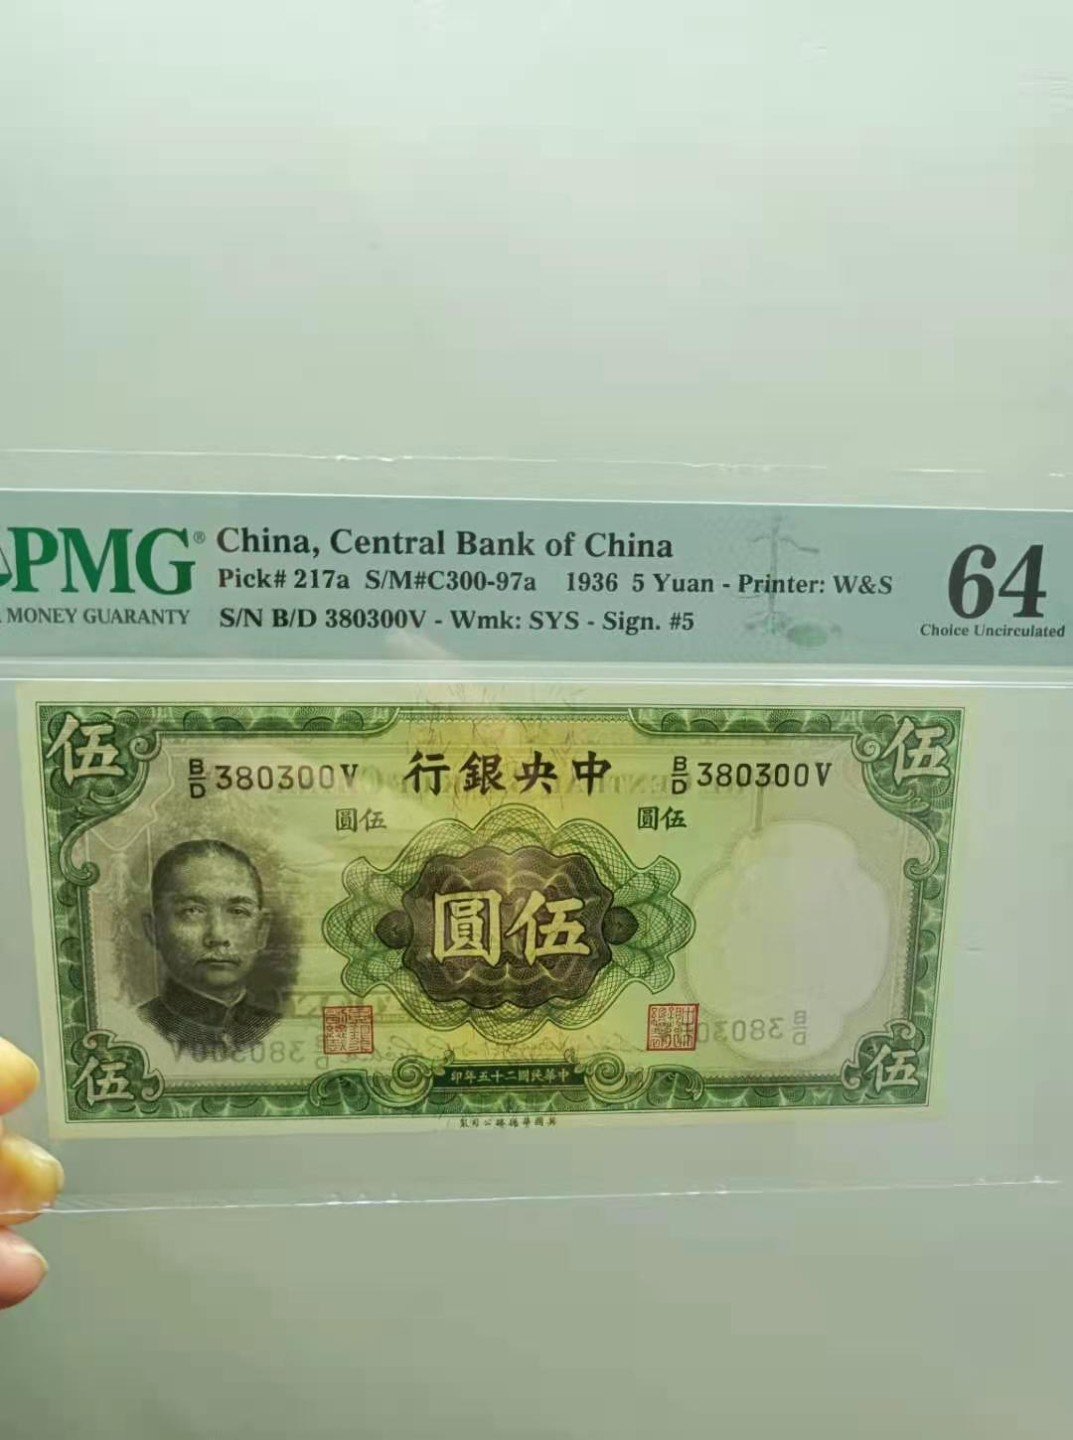 PMG® China, Central Bank of China
Pick# 217a S/M#C300-97a 1936 5 Yuan - Printer: W&S
MONEY GUARANTY S/N B/D 380300V - Wmk: SYS - Sign. #5
64
Choice Uncirculated
伍 伍
B/D 380300V 行銀央中 B/D 380300V
圓伍 圓伍
圓伍
伍 伍
印年五十二國民華中